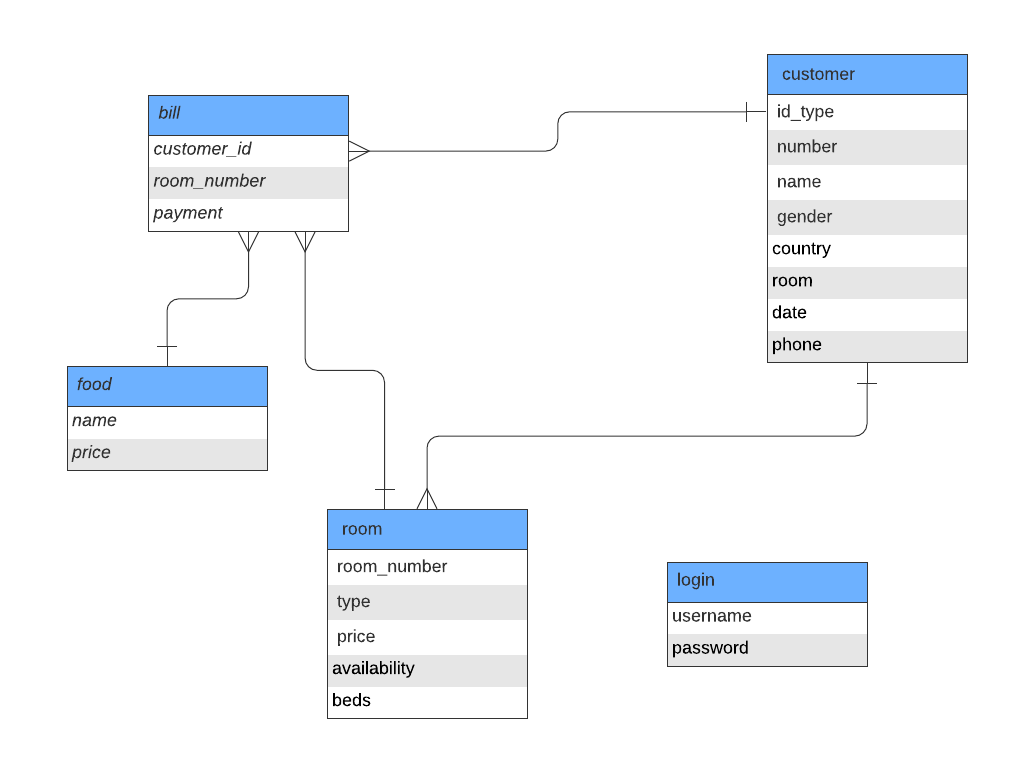 bill
customer_id
room_number
payment
customer
id_type
number
name
gender
country
room
date
phone
food
name
price
room
room_number
type
price
availability
beds
login
username
password